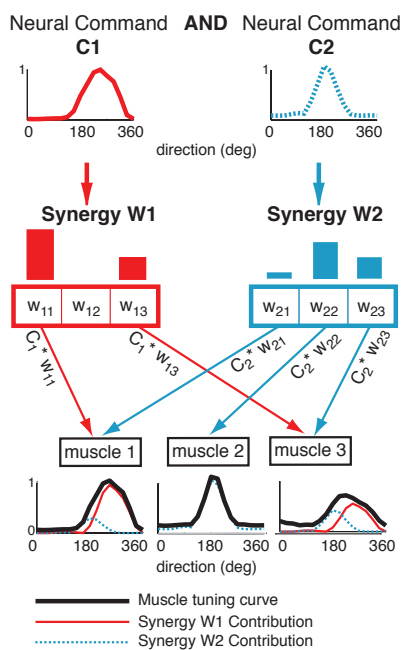 Neural Command AND Neural Command
C1 C2
1 1
0 180 360 0 180 360
direction (deg)
Synergy W1 Synergy W2
w11 w12 w13 w21 w22 w23
C1*w11 C1*w13 C2*w21 C2*w22 C2*w23
muscle 1 muscle 2 muscle 3
1
0
0 180 360 0 180 360 0 180 360
direction (deg)
Muscle tuning curve
Synergy W1 Contribution
Synergy W2 Contribution